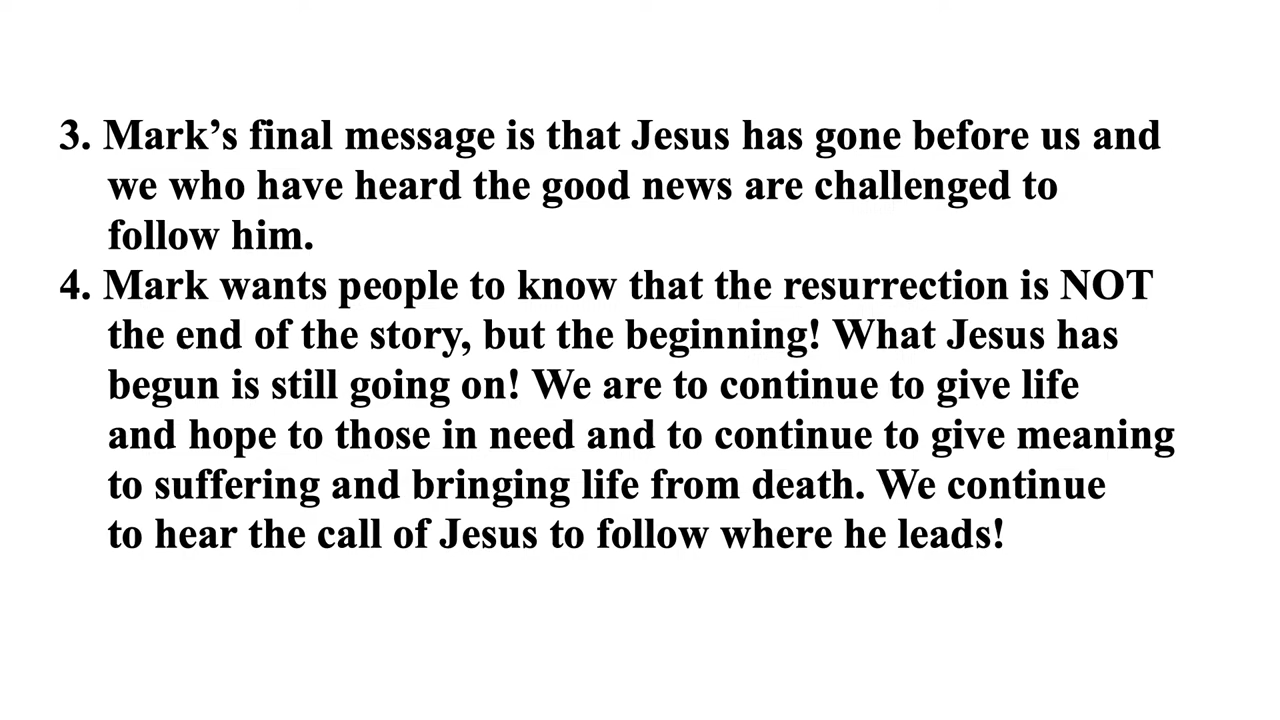 3. Mark’s final message is that Jesus has gone before us and
we who have heard the good news are challenged to
follow him.
4. Mark wants people to know that the resurrection is NOT
the end of the story, but the beginning! What Jesus has
begun is still going on! We are to continue to give life
and hope to those in need and to continue to give meaning
to suffering and bringing life from death. We continue
to hear the call of Jesus to follow where he leads!